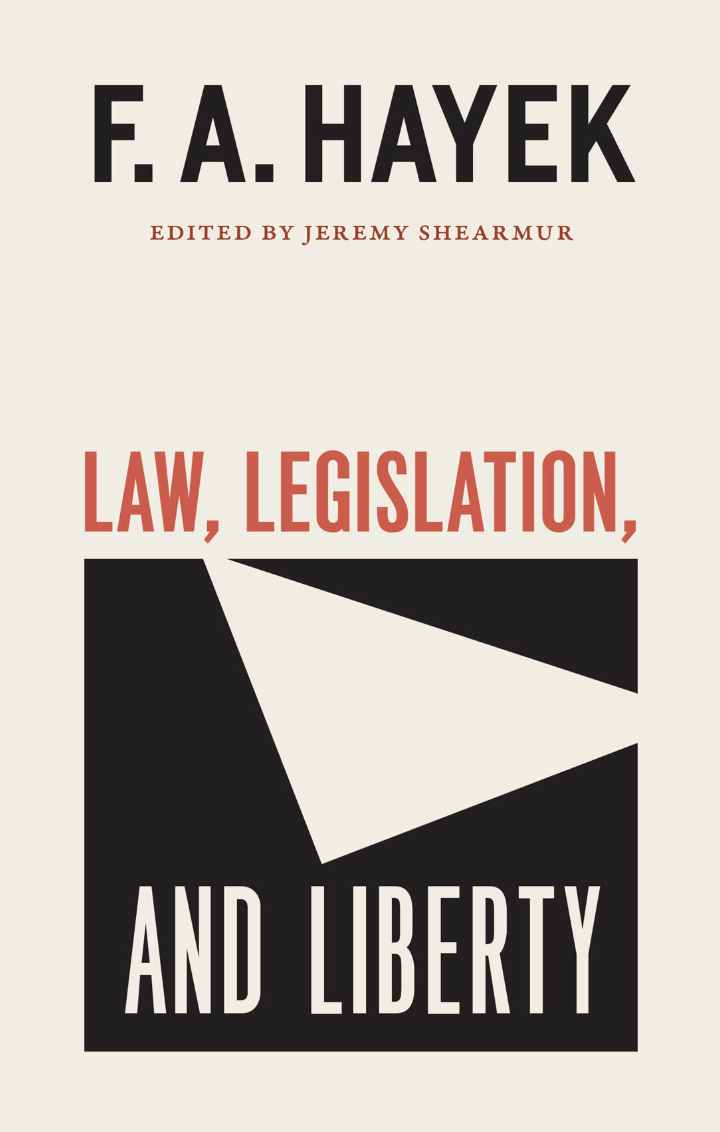 F. A. HAYEK
EDITED BY JEREMY SHEARMUR
LAW, LEGISLATION,
AND LIBERTY